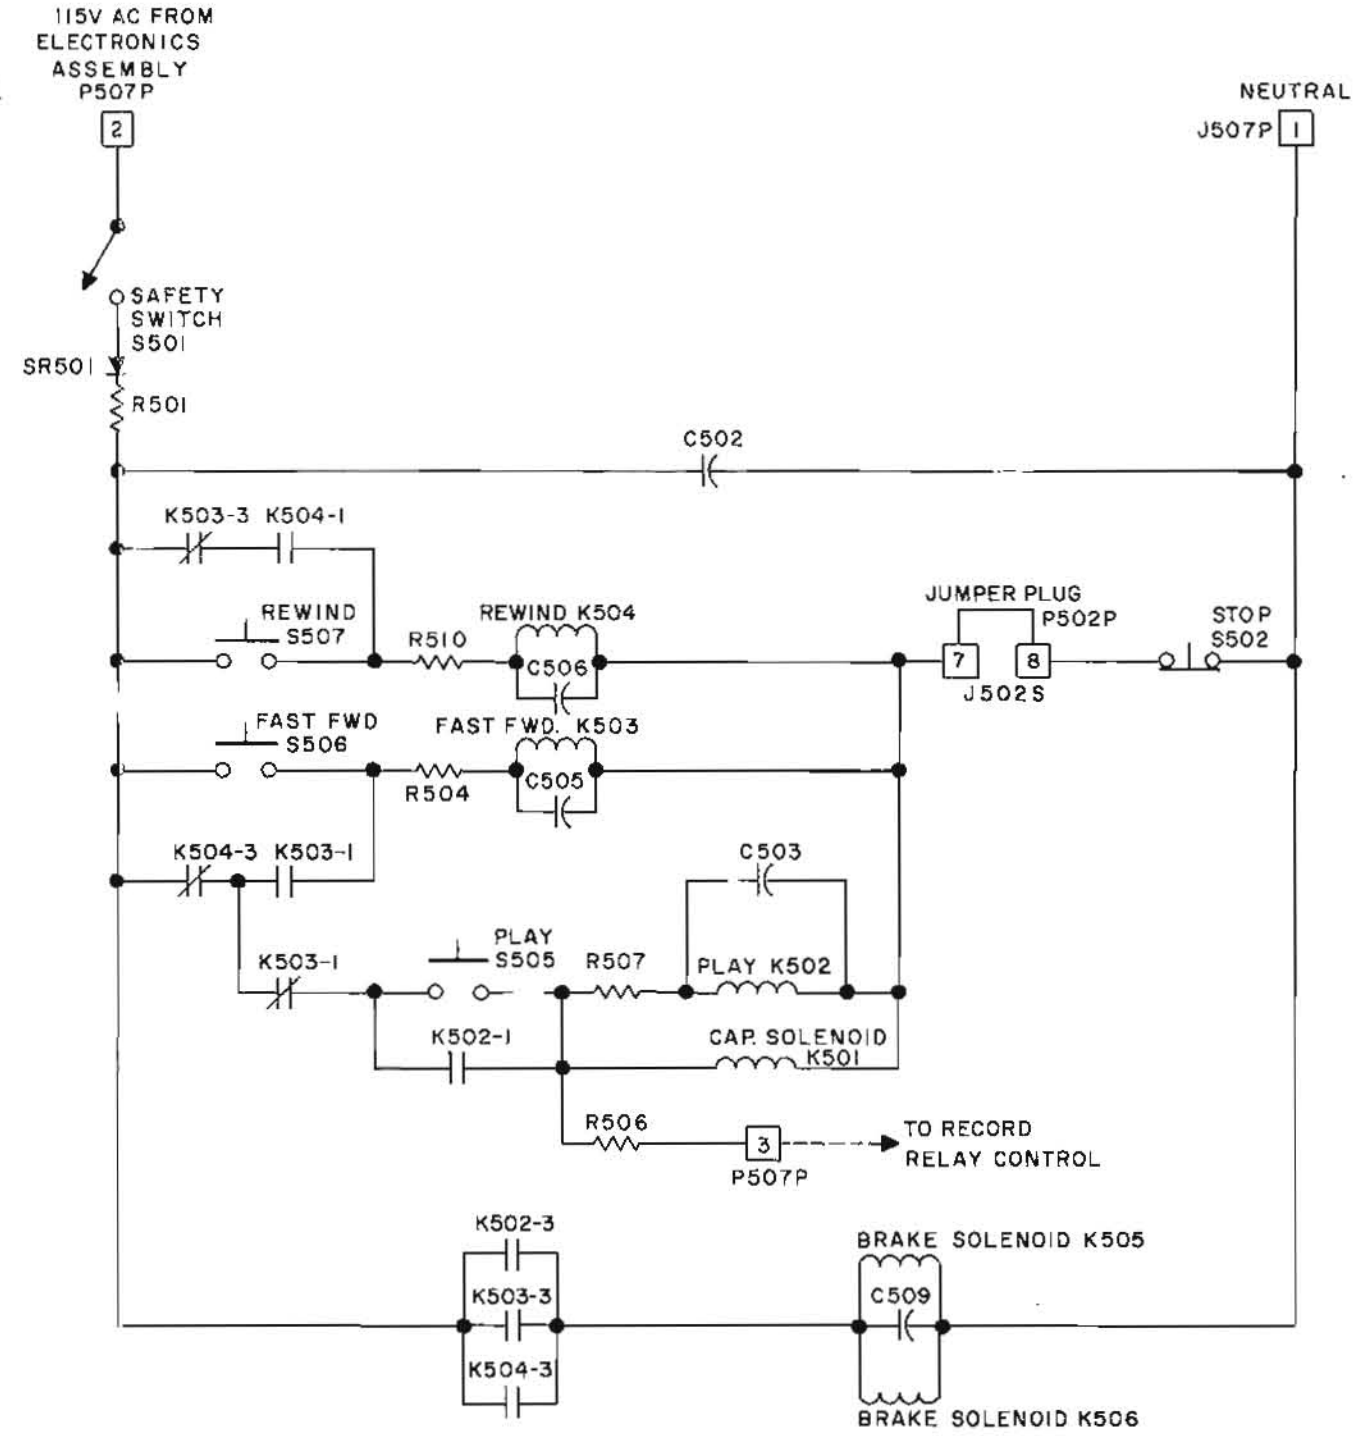 115V AC FROM
ELECTRONICS
ASSEMBLY
P507P
2
NEUTRAL
J507P 1
SAFETY
SWITCH
S501
SR501
R501
C502
K503-3 K504-1
REWIND
S507
R510
REWIND K504
C506
JUMPER PLUG
P502P
7 8
J502S
STOP
S502
FAST FWD
S506
R504
FAST FWD. K503
C505
K504-3 K503-1
C503
K503-1
PLAY
S505
R507
PLAY K502
K502-1
CAP. SOLENOID
K501
R506
3
P507P
TO RECORD
RELAY CONTROL
K502-3
K503-3
K504-3
BRAKE SOLENOID K505
C509
BRAKE SOLENOID K506